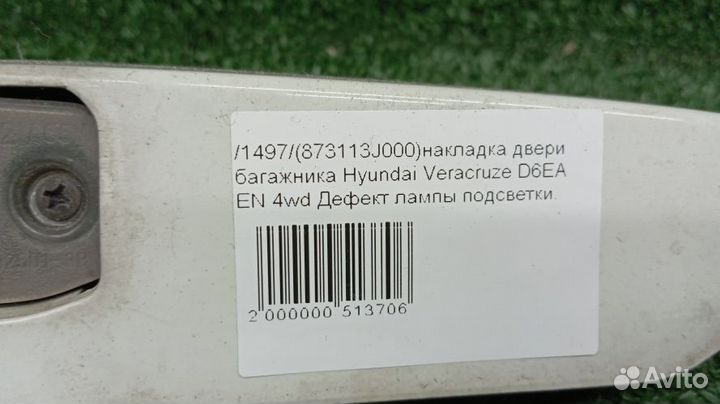 /1497/(873113J000)накладка двери
багажника Hyundai Veracruze D6EA
EN 4wd Дефект лампы подсветки.
2 000000 513706
Avito